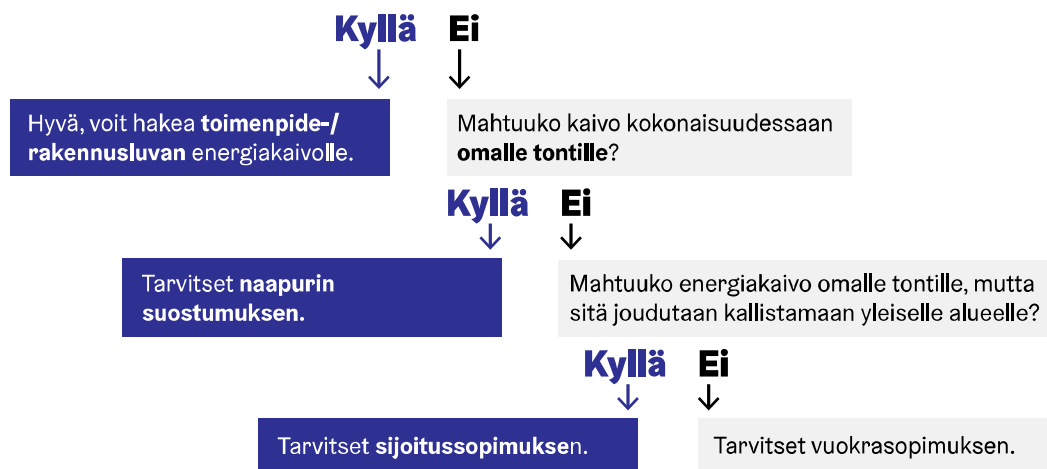 Kyllä Ei
Hyvä, voit hakea toimenpide-/
rakennusluvan energiakaivolle.
Mahtuuko kaivo kokonaisuudessaan
omalle tontille?
Kyllä Ei
Tarvitset naapurin
suostumuksen.
Mahtuuko energiakaivo omalle tontille, mutta
sitä joudutaan kallistamaan yleiselle alueelle?
Kyllä Ei
Tarvitset sijoitussopimuksen.
Tarvitset vuokrasopimuksen.